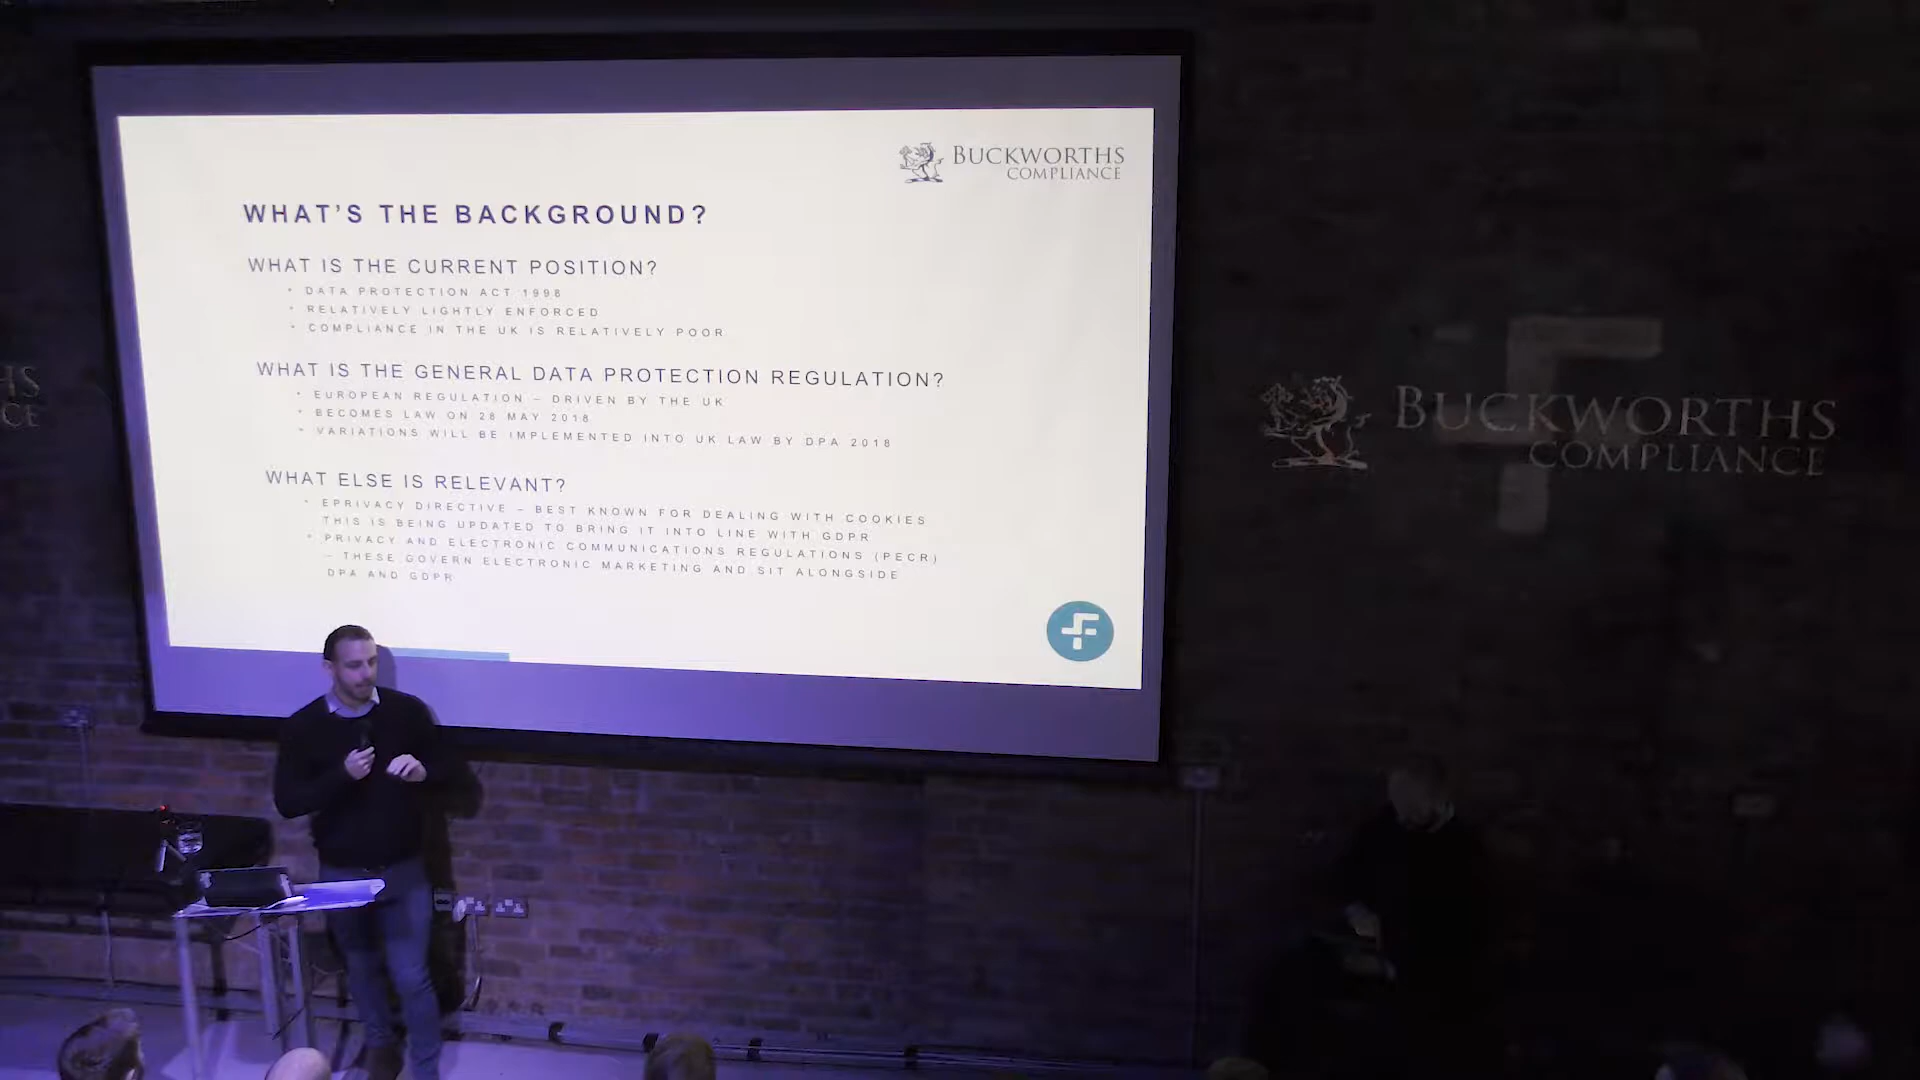 BUCKWORTHS
COMPLIANCE
WHAT'S THE BACKGROUND?
WHAT IS THE CURRENT POSITION?
• DATA PROTECTION ACT 1998
• RELATIVELY LIGHTLY ENFORCED
• COMPLIANCE IN THE UK IS RELATIVELY POOR
WHAT IS THE GENERAL DATA PROTECTION REGULATION?
• EUROPEAN REGULATION – DRIVEN BY THE UK
• BECOMES LAW ON 28 MAY 2018
• VARIATIONS WILL BE IMPLEMENTED INTO UK LAW BY DPA 2018
WHAT ELSE IS RELEVANT?
• EPRIVACY DIRECTIVE – BEST KNOWN FOR DEALING WITH COOKIES
THIS IS BEING UPDATED TO BRING IT INTO LINE WITH GDPR
• PRIVACY AND ELECTRONIC COMMUNICATIONS REGULATIONS (PECR)
– THESE GOVERN ELECTRONIC MARKETING AND SIT ALONGSIDE
DPA AND GDPR
HS
CE
BUCKWORTHS
COMPLIANCE